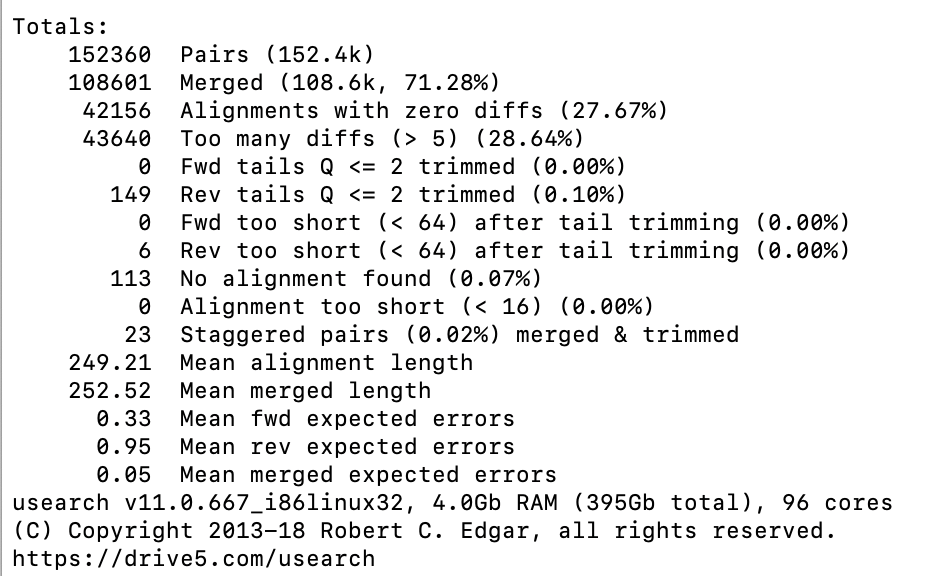 Totals:
152360 Pairs (152.4k)
108601 Merged (108.6k, 71.28%)
42156 Alignments with zero diffs (27.67%)
43640 Too many diffs (> 5) (28.64%)
0 Fwd tails Q <= 2 trimmed (0.00%)
149 Rev tails Q <= 2 trimmed (0.10%)
0 Fwd too short (< 64) after tail trimming (0.00%)
6 Rev too short (< 64) after tail trimming (0.00%)
113 No alignment found (0.07%)
0 Alignment too short (< 16) (0.00%)
23 Staggered pairs (0.02%) merged & trimmed
249.21 Mean alignment length
252.52 Mean merged length
0.33 Mean fwd expected errors
0.95 Mean rev expected errors
0.05 Mean merged expected errors
usearch v11.0.667_i86linux32, 4.0Gb RAM (395Gb total), 96 cores
(C) Copyright 2013-18 Robert C. Edgar, all rights reserved.
https://drive5.com/usearch